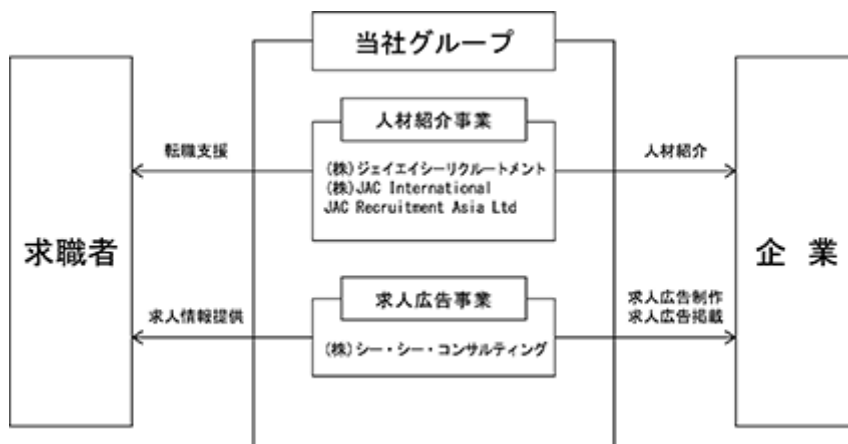 当社グループ
求職者
転職支援
人材紹介事業
(株)ジェイエイシーリクルートメント
(株)JAC International
JAC Recruitment Asia Ltd
人材紹介
企業
求人情報提供
求人広告事業
(株)シー・シー・コンサルティング
求人広告制作
求人広告掲載